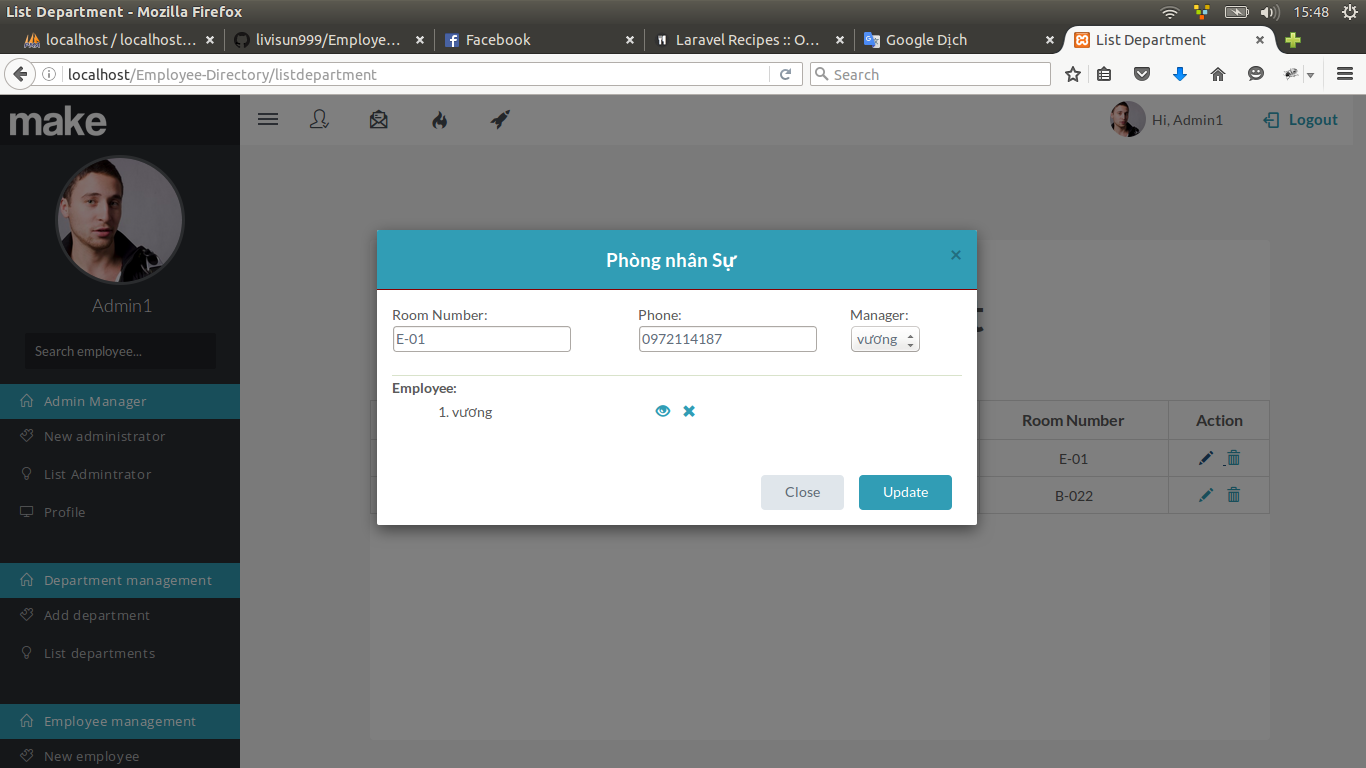 List Department - Mozilla Firefox
15:48
localhost / localhost...
livisun999/Employe...
Facebook
Laravel Recipes :: O...
Google Dịch
List Department
localhost/Employee-Directory/listdepartment
Search
make
Hi, Admin1
Logout
Admin1
Search employee...
Admin Manager
New administrator
List Admintrator
Profile
Department management
Add department
List departments
Employee management
New employee
Phòng nhân Sự
×
Room Number:
Phone:
Manager:
E-01
0972114187
vương
Employee:
1. vương
Close
Update
Room Number
Action
E-01
B-022